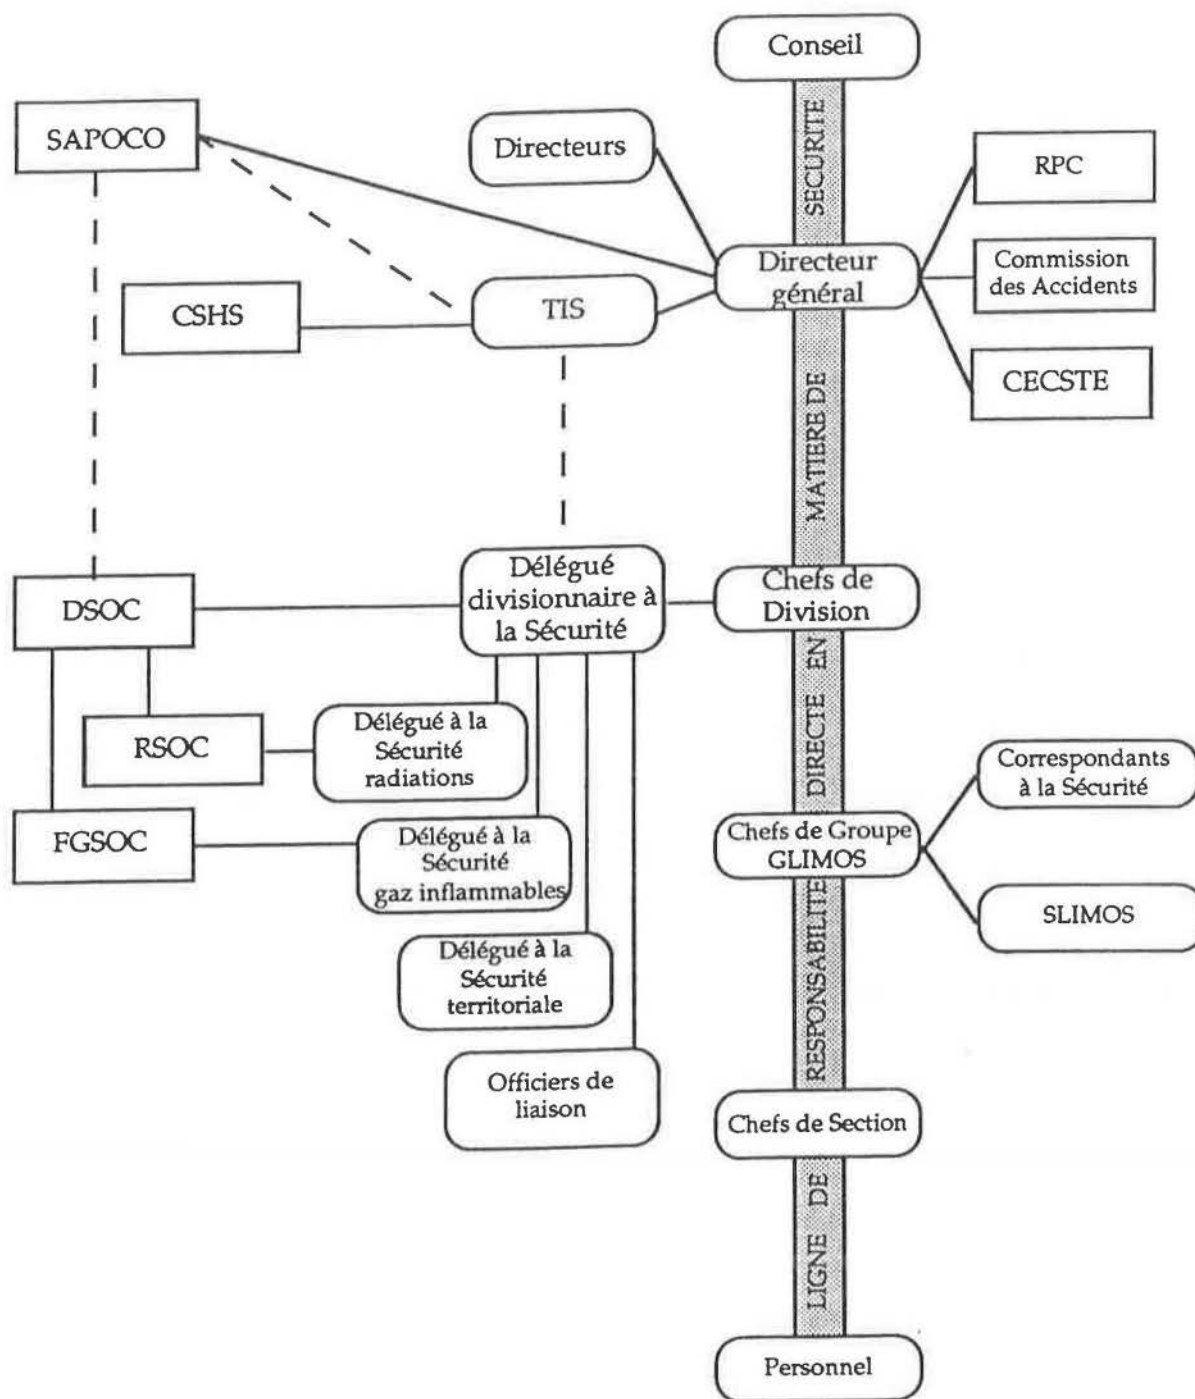 Conseil
SAPOCO
Directeurs
RPC
Directeur
général
Commission
des Accidents
CSHS
TIS
CECSTE
DSOC
Délégué
divisionnaire à
la Sécurité
Chefs de
Division
RSOC
Délégué à la
Sécurité
radiations
Correspondants
à la Sécurité
FGSOC
Délégué à la
Sécurité
gaz inflammables
Chefs de Groupe
GLIMOS
SLIMOS
Délégué à la
Sécurité
territoriale
Officiers de
liaison
Chefs de Section
Personnel
LIGNE DE RESPONSABILITE DIRECTE EN MATIERE DE SECURITE